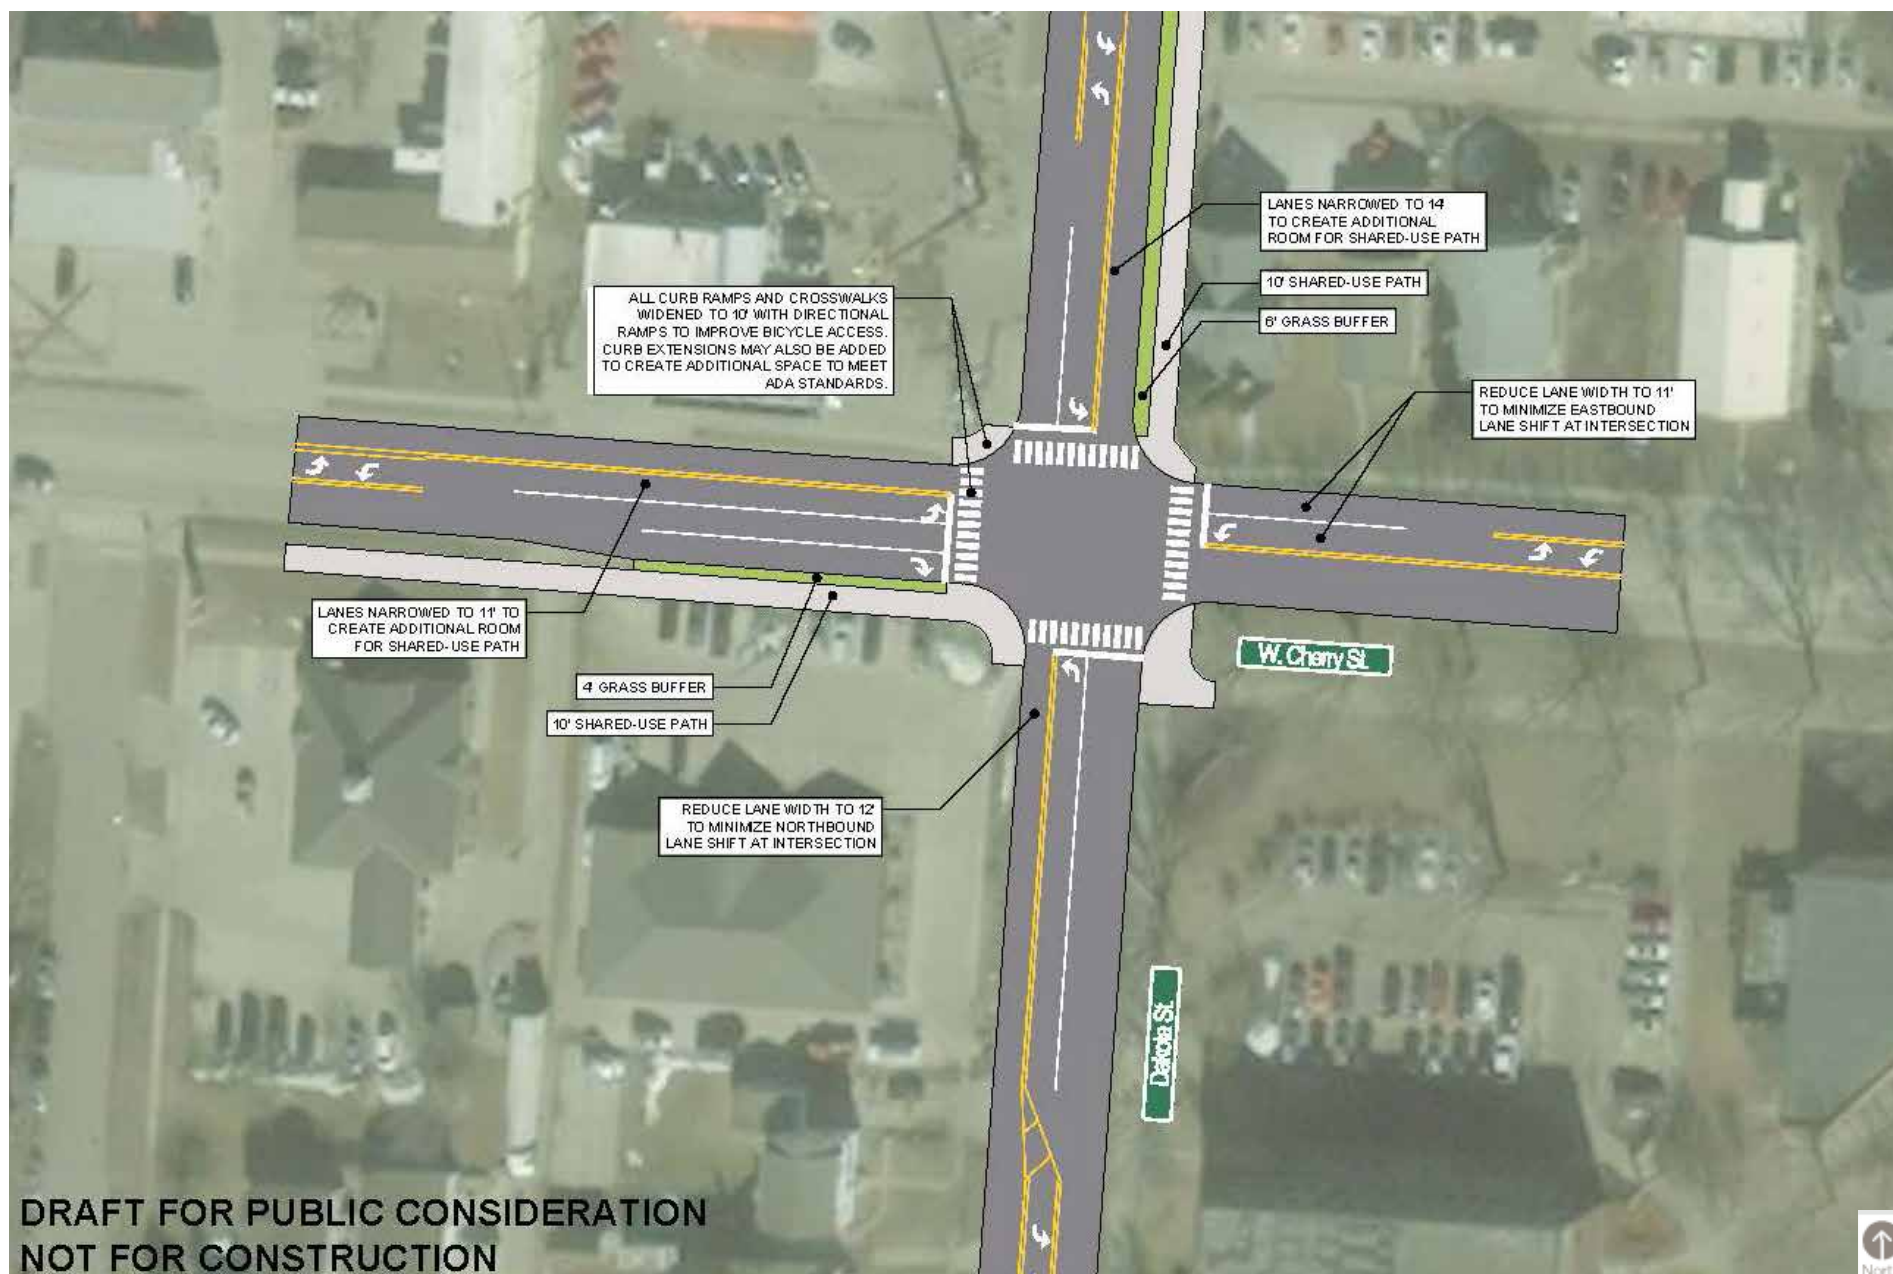 LANES NARROWED TO 14'
TO CREATE ADDITIONAL
ROOM FOR SHARED-USE PATH
10' SHARED-USE PATH
6' GRASS BUFFER
ALL CURB RAMPS AND CROSSWALKS
WIDENED TO 10' WITH DIRECTIONAL
RAMPS TO IMPROVE BICYCLE ACCESS.
CURB EXTENSIONS MAY ALSO BE ADDED
TO CREATE ADDITIONAL SPACE TO MEET
ADA STANDARDS.
REDUCE LANE WIDTH TO 11'
TO MINIMIZE EASTBOUND
LANE SHIFT AT INTERSECTION
LANES NARROWED TO 11' TO
CREATE ADDITIONAL ROOM
FOR SHARED-USE PATH
W. Cherry St.
4' GRASS BUFFER
10' SHARED-USE PATH
REDUCE LANE WIDTH TO 12'
TO MINIMIZE NORTHBOUND
LANE SHIFT AT INTERSECTION
Dakota St.
DRAFT FOR PUBLIC CONSIDERATION
NOT FOR CONSTRUCTION
North